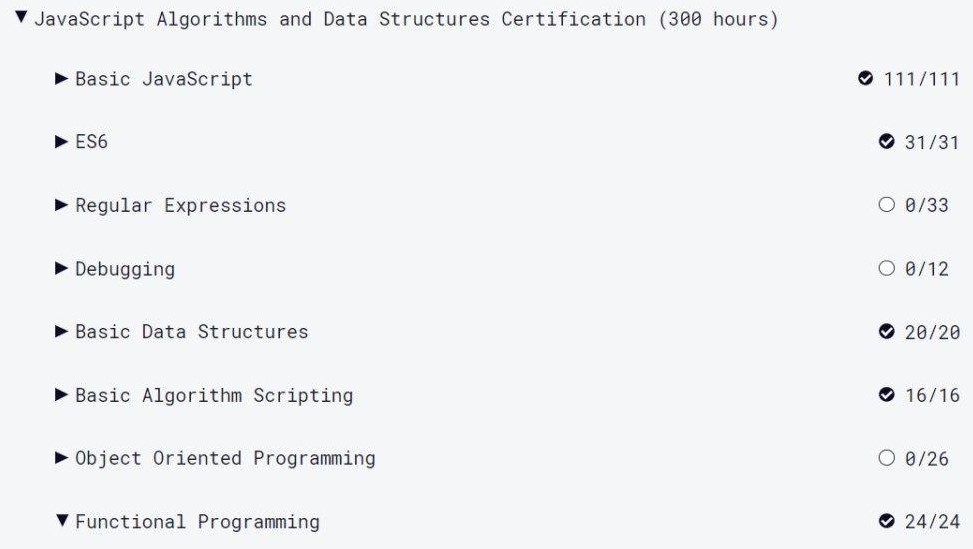 JavaScript Algorithms and Data Structures Certification (300 hours)
Basic JavaScript 111/111
ES6 31/31
Regular Expressions 0/33
Debugging 0/12
Basic Data Structures 20/20
Basic Algorithm Scripting 16/16
Object Oriented Programming 0/26
Functional Programming 24/24